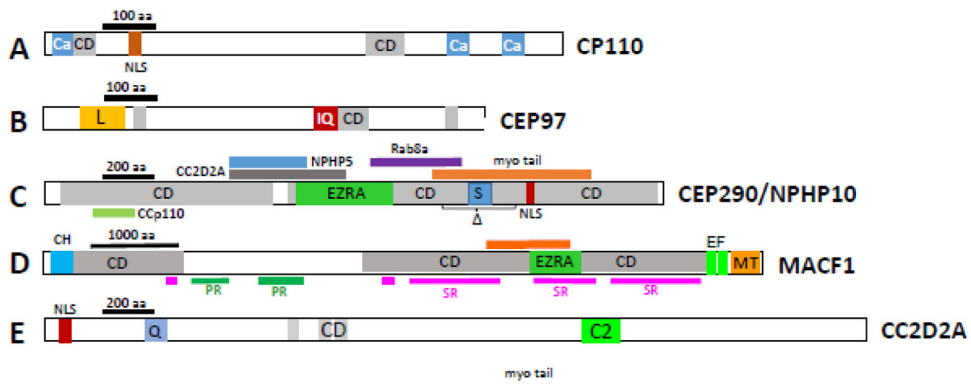 100 aa
A Ca CD CD Ca Ca CP110
NLS
100 aa
B L IQ CD CEP97
Rab8a
NPHP5 myo tail
200 aa CC2D2A
C CD EZRA CD S CD CEP290/NPHP10
CCp110 Δ NLS
CH 1000 aa EF
D CD CD EZRA CD MT MACF1
PR PR SR SR SR
NLS 200 aa
E Q CD C2 CC2D2A
myo tail